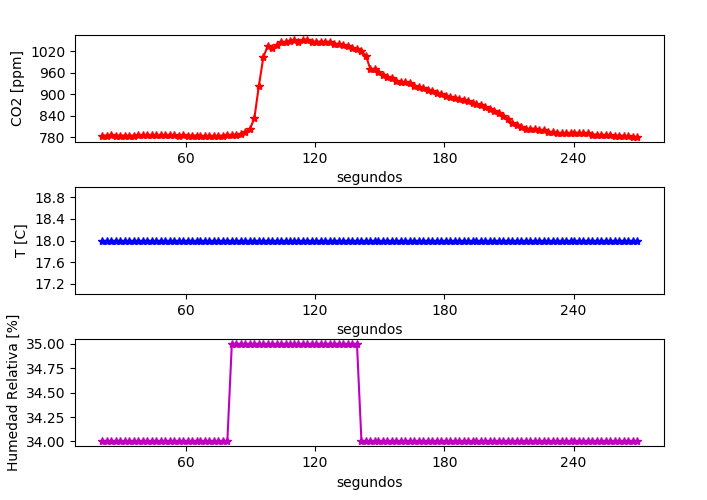 CO2 [ppm]
1020
960
900
840
780
60 120 180 240
segundos
T [C]
18.8
18.4
18.0
17.6
17.2
60 120 180 240
segundos
Humedad Relativa [%]
35.00
34.75
34.50
34.25
34.00
60 120 180 240
segundos